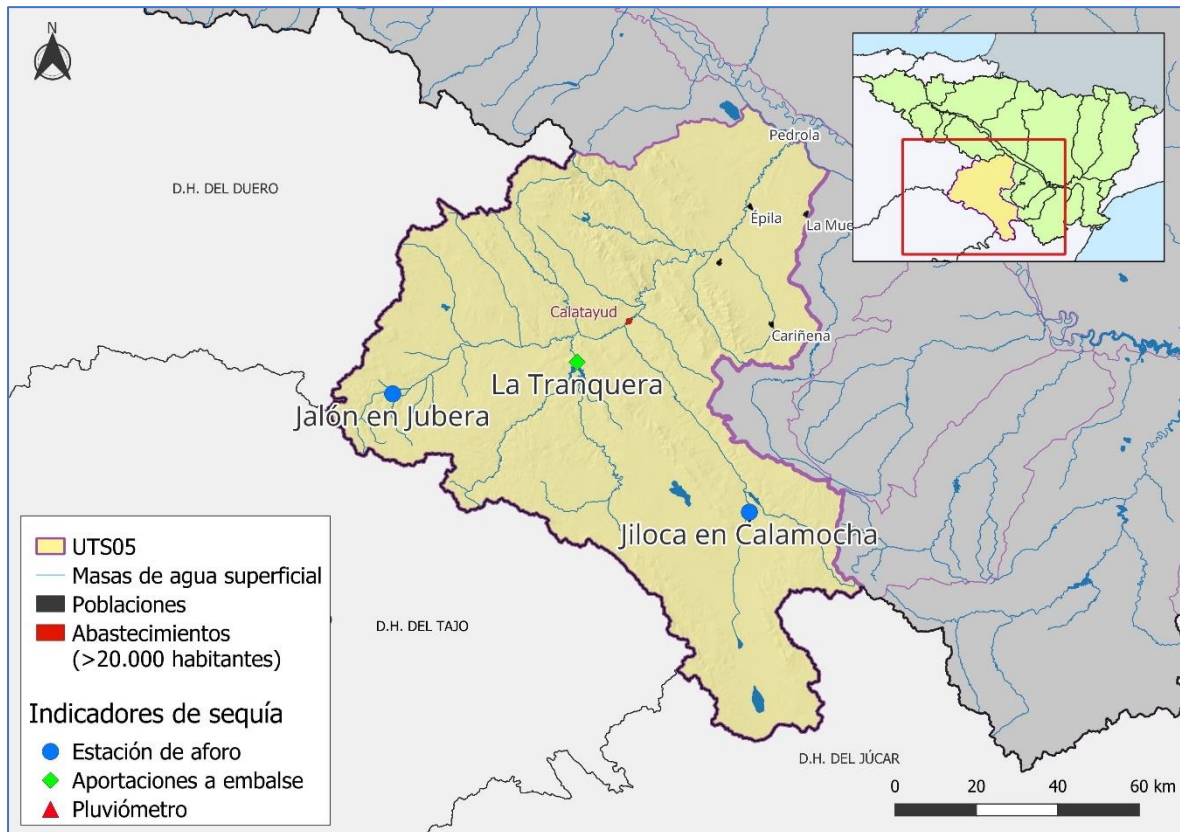 N
Pedrola
D.H. DEL DUERO
Épila
La Mue
Calatayud
Cariñena
La Tranquera
Jalón en Jubera
Jiloca en Calamocha
UTS05
Masas de agua superficial
Poblaciones
Abastecimientos
(>20.000 habitantes)
Indicadores de sequía
Estación de aforo
Aportaciones a embalse
Pluviómetro
D.H. DEL TAJO
D.H. DEL JÚCAR
0 20 40 60 km